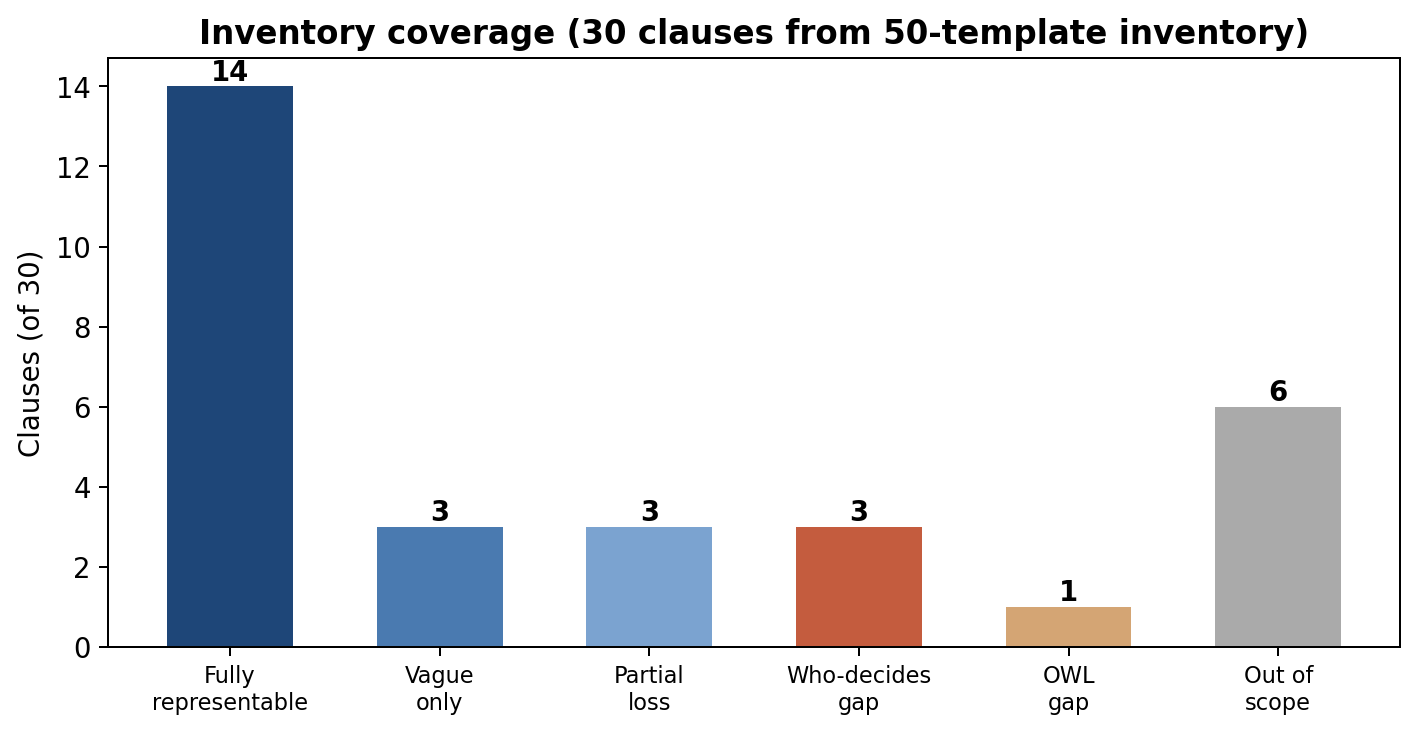 Inventory coverage (30 clauses from 50-template inventory)
Clauses (of 30)
14
12
10
8
6
4
2
0
14
3
3
3
1
6
Fully
representable
Vague
only
Partial
loss
Who-decides
gap
OWL
gap
Out of
scope